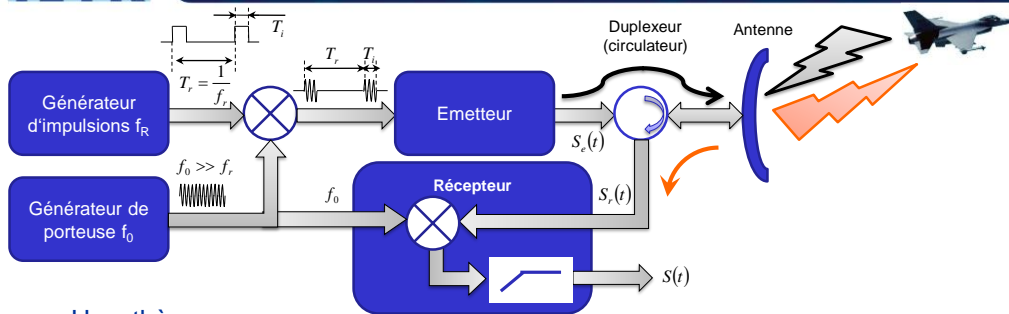 T_i
T_r = 1/f_r
T_r
T_i
Duplexeur
(circulateur)
Antenne
Générateur
d'impulsions f_R
Emetteur
S_e(t)
f_0 >> f_r
Générateur de
porteuse f_0
f_0
Récepteur
S_r(t)
S(t)